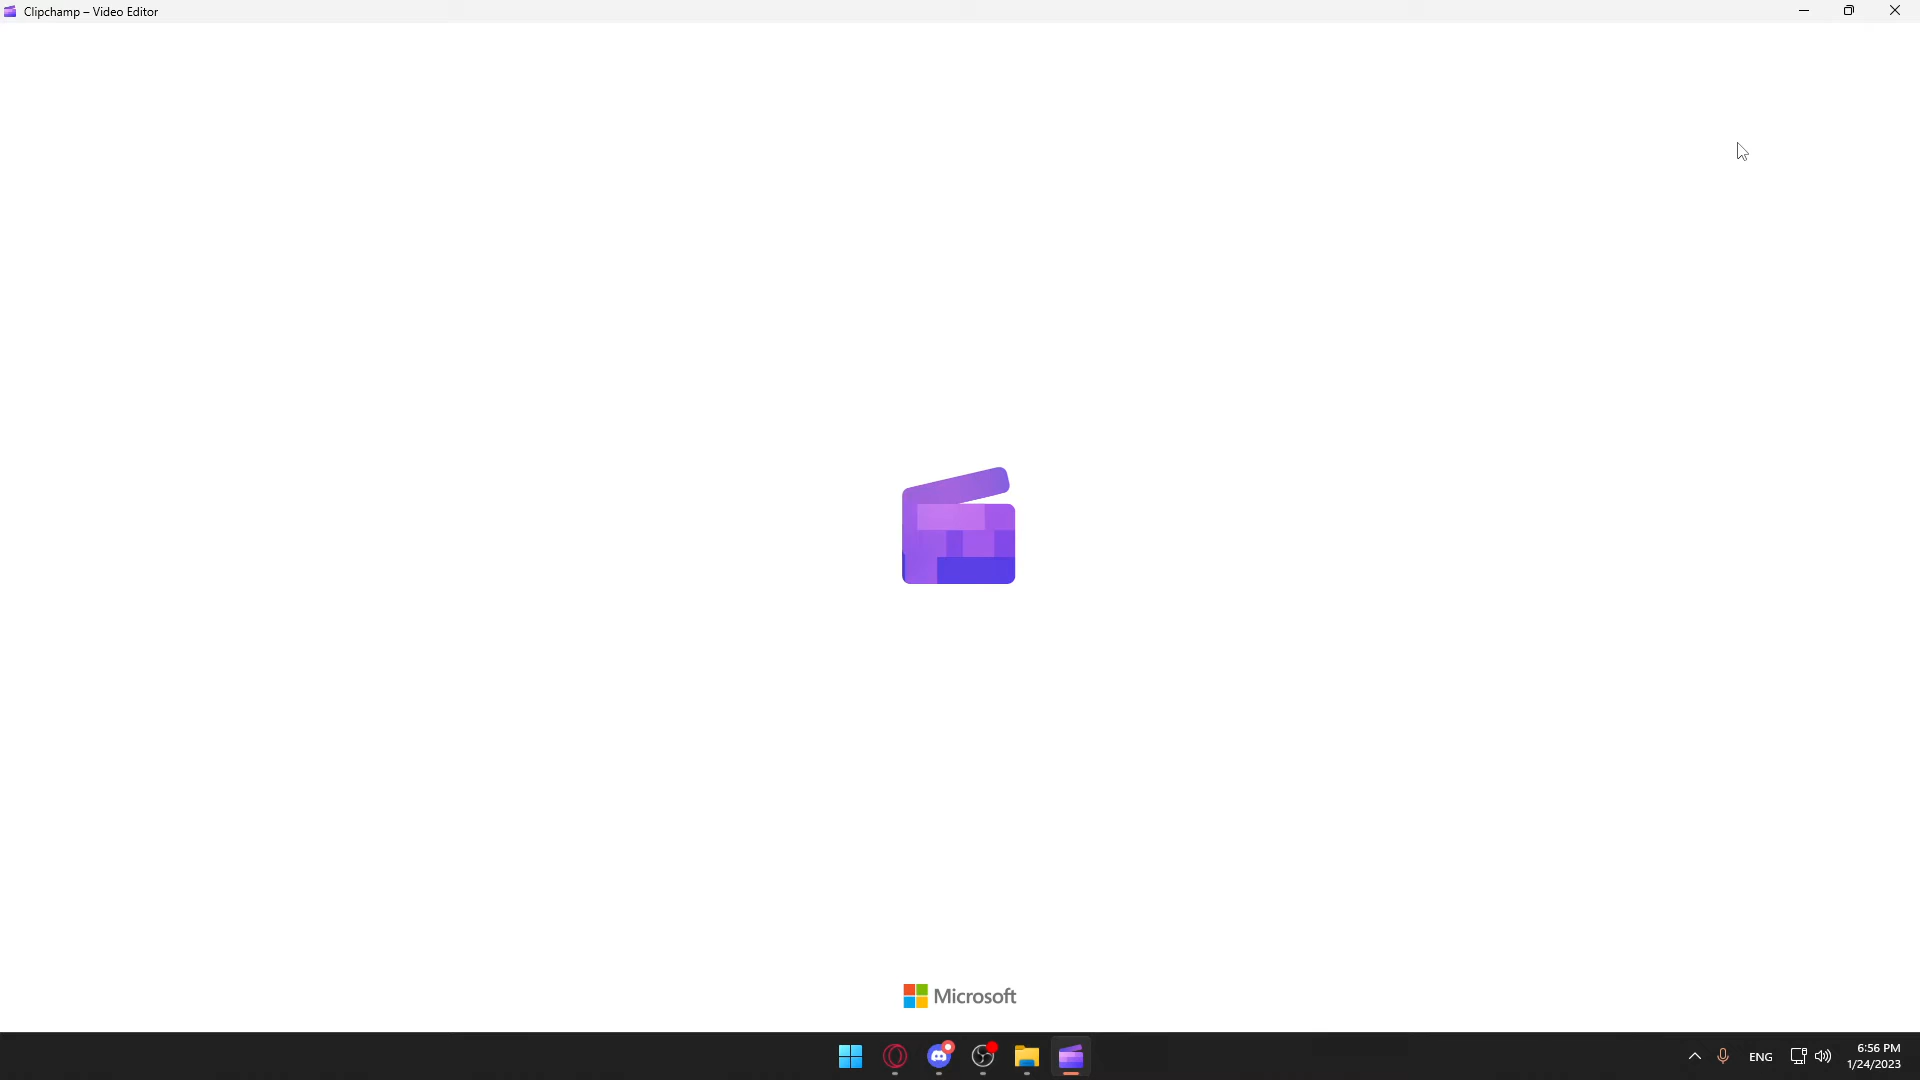 Clipchamp – Video Editor
Microsoft
ENG
6:56 PM
1/24/2023